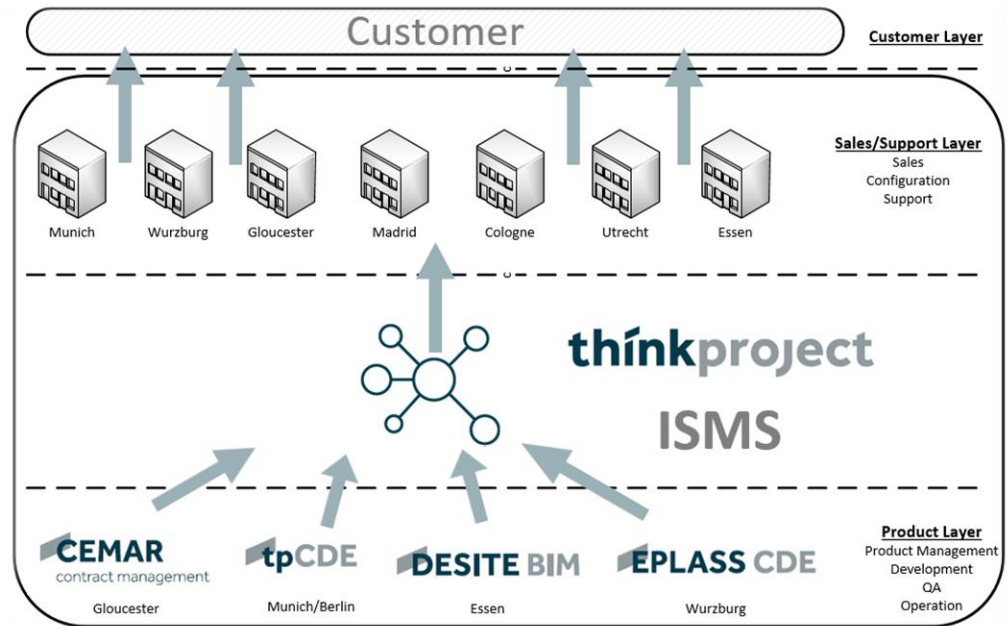 Customer
Customer Layer
c
Sales/Support Layer
Sales
Configuration
Support
Munich
Wurzburg
Gloucester
Madrid
Cologne
Utrecht
Essen
c
thinkproject
ISMS
CEMAR
contract management
Gloucester
tpCDE
Munich/Berlin
DESITE BIM
Essen
EPLASS CDE
Wurzburg
Product Layer
Product Management
Development
QA
Operation